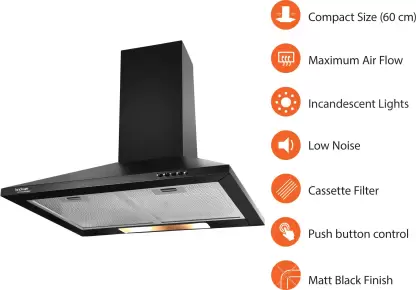 Compact Size (60 cm)
Maximum Air Flow
Incandescent Lights
Low Noise
Cassette Filter
Push button control
Matt Black Finish